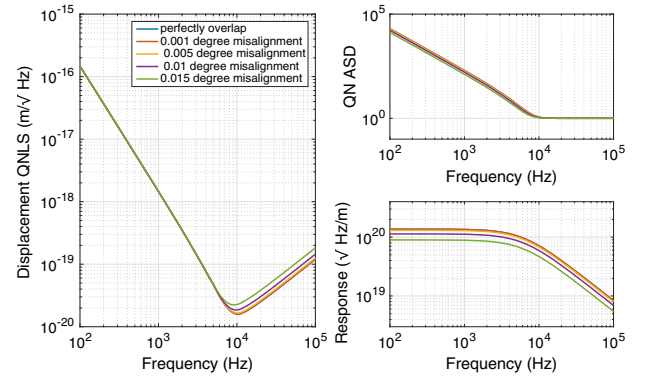 10^-15
10^-16
10^-17
10^-18
10^-19
10^-20
Displacement QNLS (m/√ Hz)
perfectly overlap
0.001 degree misalignment
0.005 degree misalignment
0.01 degree misalignment
0.015 degree misalignment
10^2 10^3 10^4 10^5
Frequency (Hz)
10^5
10^0
QN ASD
10^2 10^3 10^4 10^5
Frequency (Hz)
10^20
10^19
Response (√ Hz/m)
10^2 10^3 10^4 10^5
Frequency (Hz)